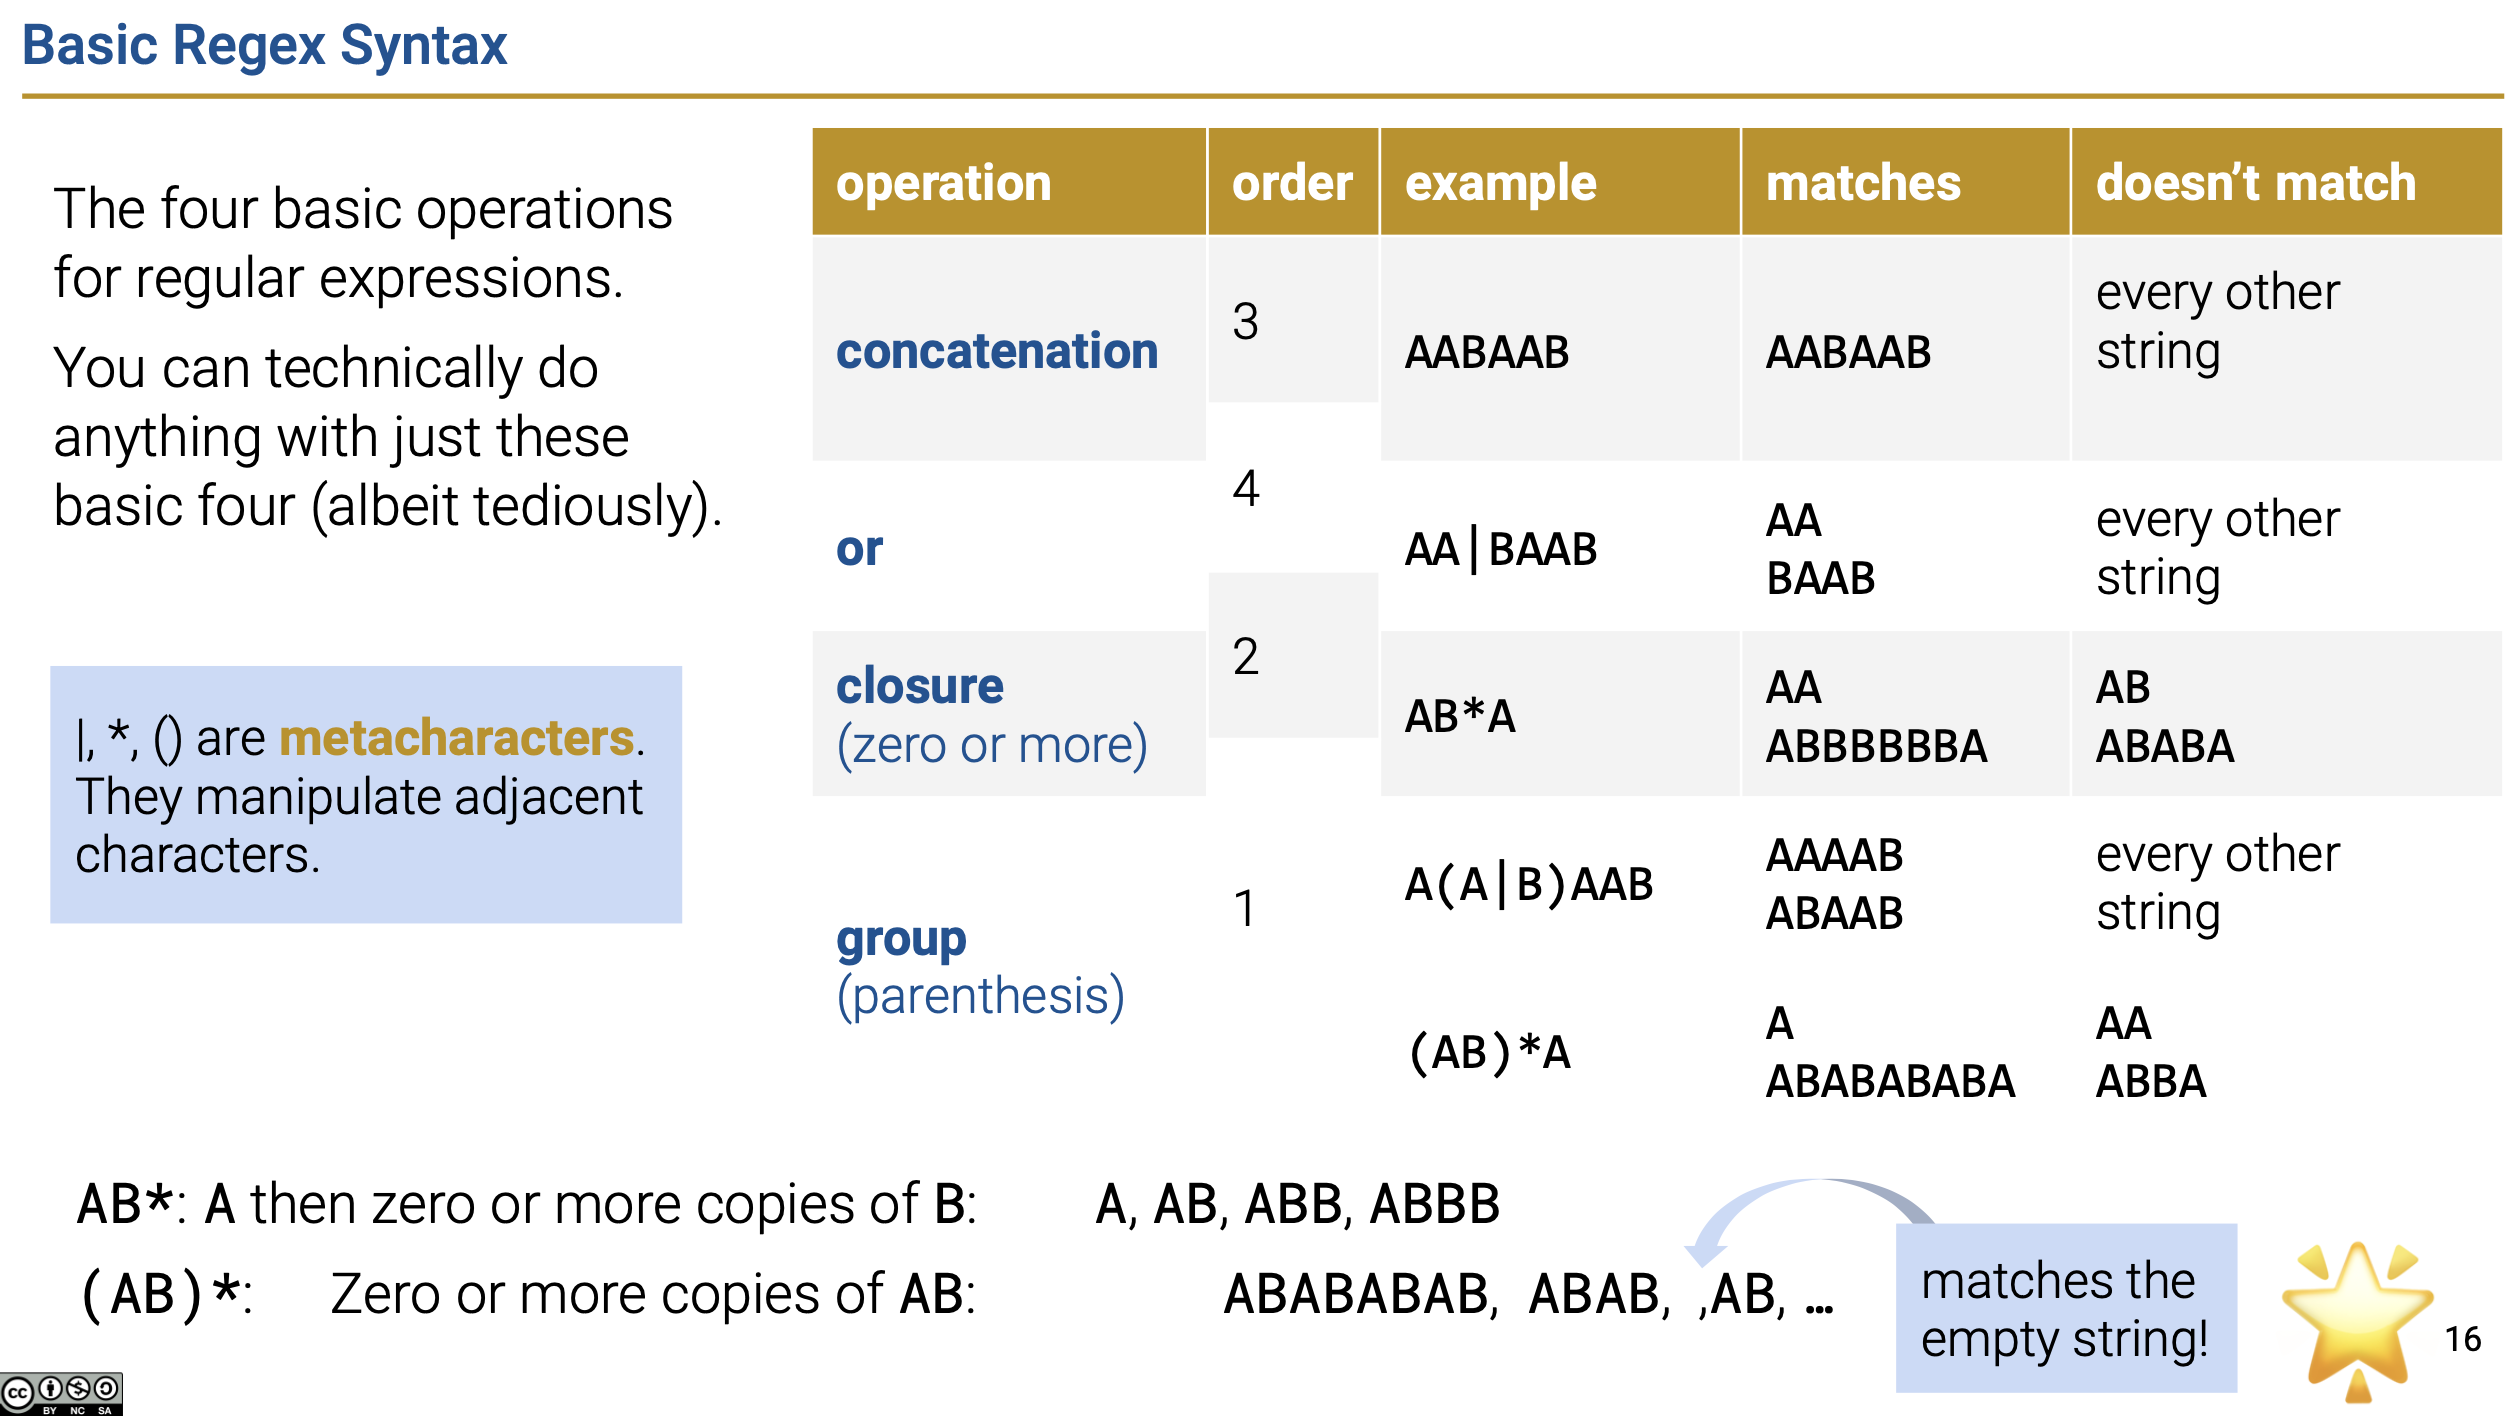 Basic Regex Syntax
The four basic operations
for regular expressions.
You can technically do
anything with just these
basic four (albeit tediously).
|, *, () are metacharacters.
They manipulate adjacent
characters.
operation order example matches doesn't match
concatenation 3 AABAAB AABAAB every other
string
or 4 AA|BAAB AA every other
BAAB string
closure 2 AB*A AA AB
(zero or more) ABBBBBBA ABABA
group 1 A(A|B)AAB AAAAB every other
(parenthesis) ABAAB string
(AB)*A A AA
ABABABABA ABBA
AB*: A then zero or more copies of B: A, AB, ABB, ABBB
(AB)*: Zero or more copies of AB: ABABABAB, ABAB, ,AB, …
matches the
empty string!
16
cc BY NC SA